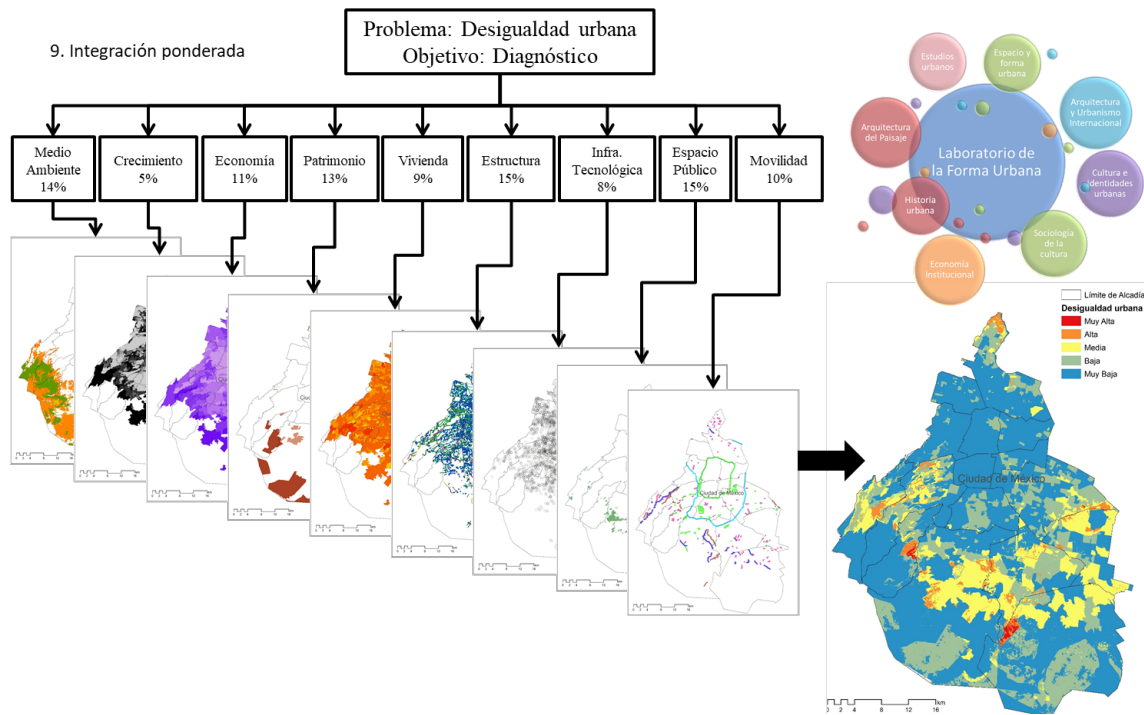 9. Integración ponderada
Problema: Desigualdad urbana
Objetivo: Diagnóstico
Medio
Ambiente
14%
Crecimiento
5%
Economía
11%
Patrimonio
13%
Vivienda
9%
Estructura
15%
Infra.
Tecnológica
8%
Espacio
Público
15%
Movilidad
10%
Estudios
urbanos
Espacio y
forma
urbana
Arquitectura
y Urbanismo
Internacional
Arquitectura
del Paisaje
Laboratorio de
la Forma Urbana
Cultura e
Identidades
urbanas
Historia
urbana
Sociología
de la
cultura
Economía
Institucional
Límite de Alcadía
Desigualdad urbana
Muy Alta
Alta
Media
Baja
Muy Baja
Ciudad de México
Ciudad de México
km
0 2 4 8 12 16